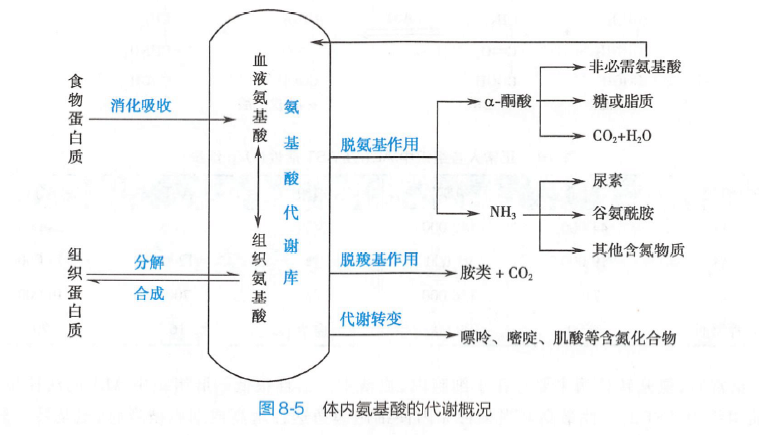 食物蛋白质
消化吸收
血液氨基酸
氨基酸代谢库
组织氨基酸
组织蛋白质
分解
合成
脱氨基作用
α-酮酸
非必需氨基酸
糖或脂质
CO₂+H₂O
NH₃
尿素
谷氨酰胺
其他含氮物质
脱羧基作用
胺类 + CO₂
代谢转变
嘌呤、嘧啶、肌酸等含氮化合物
图8-5 体内氨基酸的代谢概况